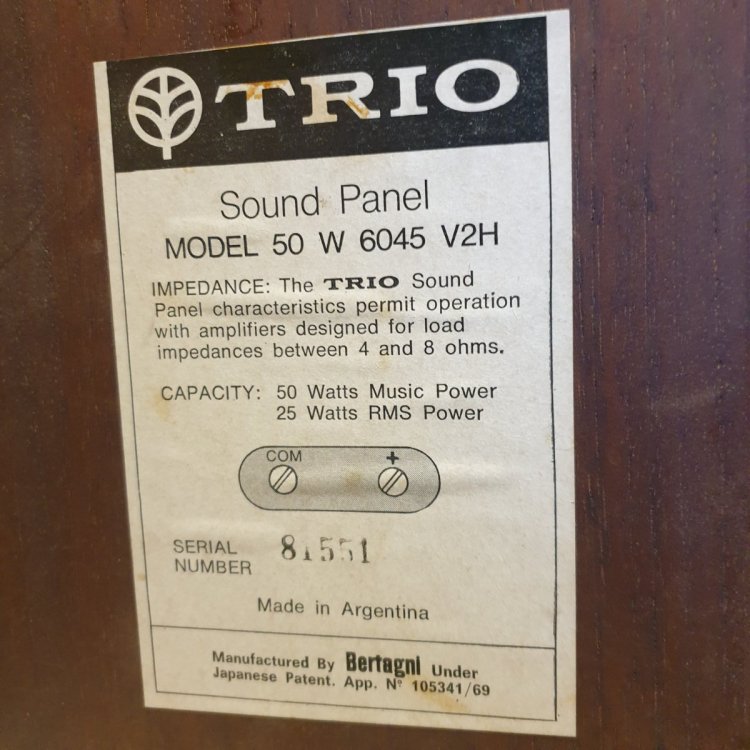 TRIO
Sound Panel
MODEL 50 W 6045 V2H
IMPEDANCE: The TRIO Sound
Panel characteristics permit operation
with amplifiers designed for load
impedances between 4 and 8 ohms.
CAPACITY: 50 Watts Music Power
25 Watts RMS Power
COM +
SERIAL
NUMBER 81551
Made in Argentina
Manufactured By Bertagni Under
Japanese Patent. App. Nº 105341/69